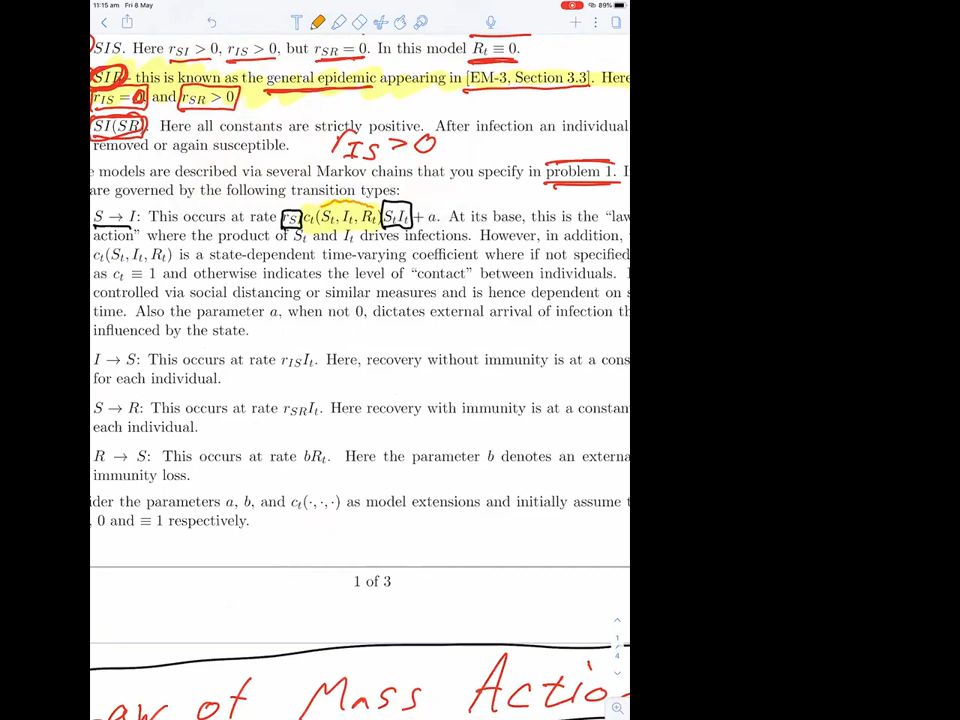 11:15 am Fri 8 May
89%
SIS. Here r_SI > 0, r_IS > 0, but r_SR = 0. In this model R_t ≡ 0.
SIR - this is known as the general epidemic appearing in [EM-3, Section 3.3]. Here
r_IS = 0 and r_SR > 0
SI(SR). Here all constants are strictly positive. After infection an individual
removed or again susceptible.
r_IS > 0
e models are described via several Markov chains that you specify in problem 1. I
are governed by the following transition types:
S → I: This occurs at rate r_SI c_t(S_t, I_t, R_t) S_t I_t + a. At its base, this is the "law
action" where the product of S_t and I_t drives infections. However, in addition,
c_t(S_t, I_t, R_t) is a state-dependent time-varying coefficient where if not specified
as c_t ≡ 1 and otherwise indicates the level of "contact" between individuals.
controlled via social distancing or similar measures and is hence dependent on s
time. Also the parameter a, when not 0, dictates external arrival of infection th
influenced by the state.
I → S: This occurs at rate r_IS I_t. Here, recovery without immunity is at a cons
for each individual.
S → R: This occurs at rate r_SR I_t. Here recovery with immunity is at a constan
each individual.
R → S: This occurs at rate bR_t. Here the parameter b denotes an externa
immunity loss.
ider the parameters a, b, and c_t(·, ·, ·) as model extensions and initially assume t
, 0 and ≡ 1 respectively.
1 of 3
1
4
aw of Mass Actio